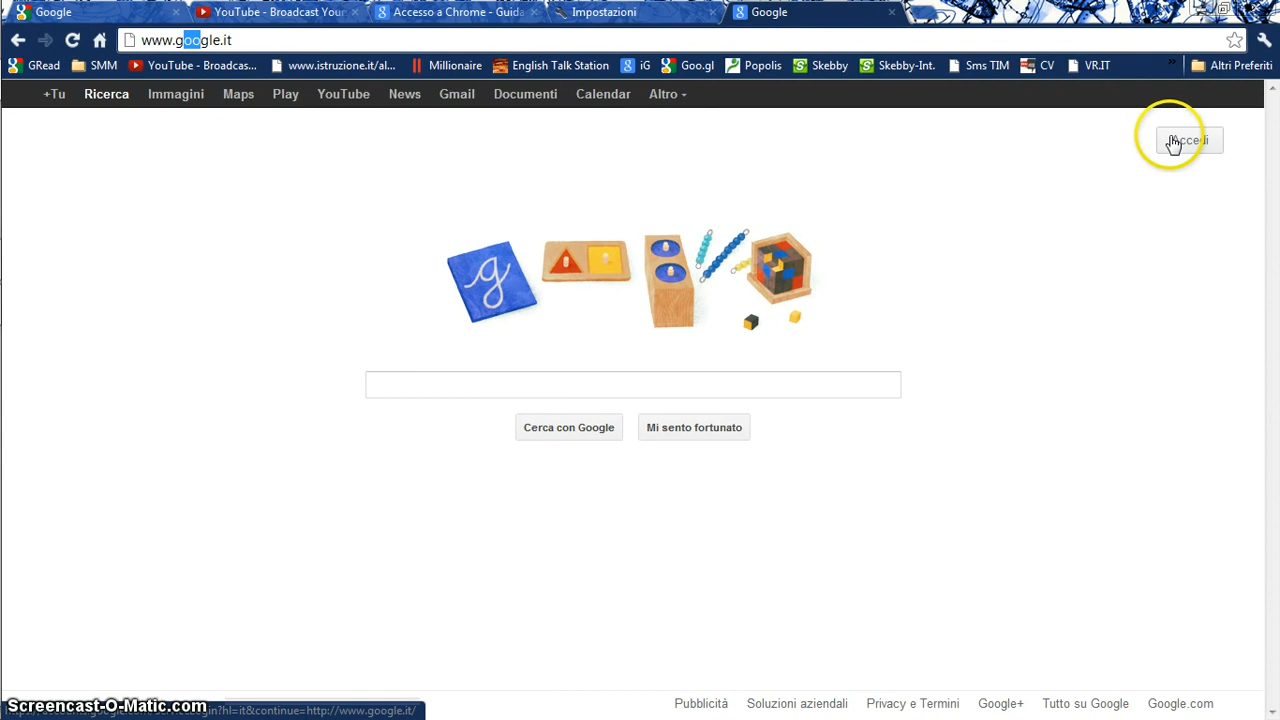 Google YouTube - Broadcast Your Accesso a Chrome - Guida Impostazioni Google
www.google.it
GRead SMM YouTube - Broadcas... www.istruzione.it/al... Millionaire English Talk Station iG Goo.gl Popolis Skebby Skebby-Int. Sms TIM CV VR.IT » Altri Preferiti
+Tu Ricerca Immagini Maps Play YouTube News Gmail Documenti Calendar Altro
Accedi
g
Cerca con Google Mi sento fortunato
Pubblicità Soluzioni aziendali Privacy e Termini Google+ Tutto su Google Google.com
Screencast-O-Matic.com